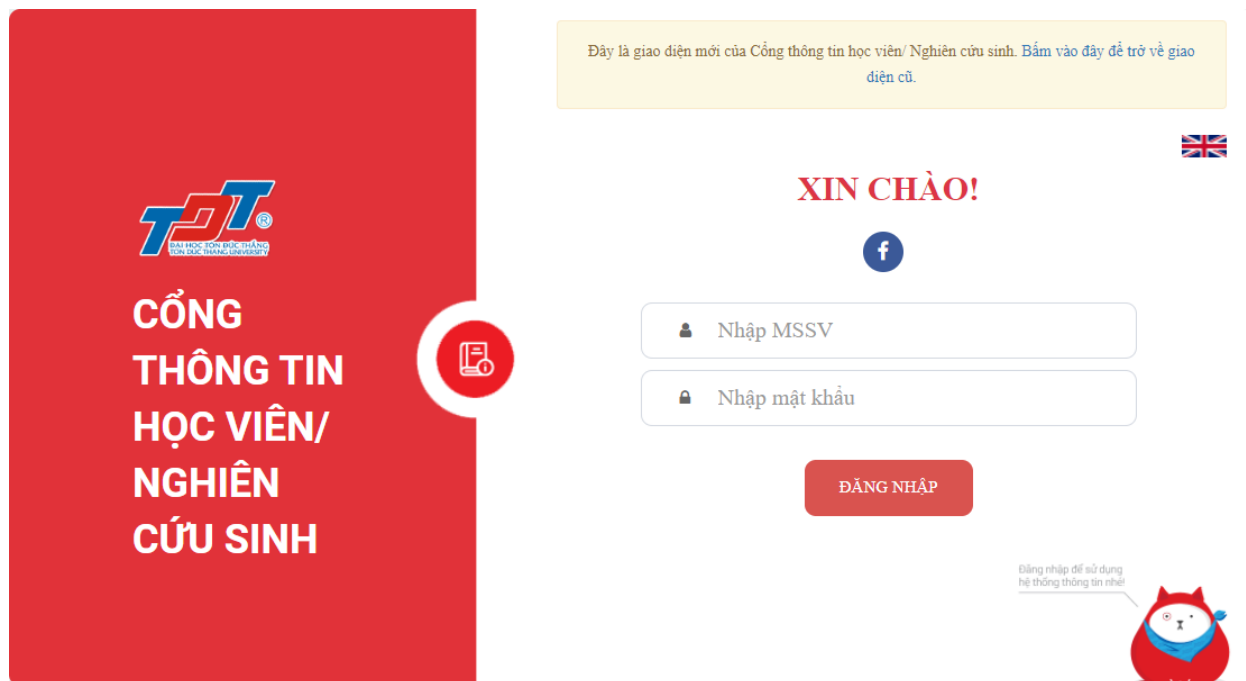 Đây là giao diện mới của Cổng thông tin học viên/ Nghiên cứu sinh. Bấm vào đây để trở về giao
diện cũ.
XIN CHÀO!
f
TDT®
ĐẠI HỌC TÔN ĐỨC THẮNG
TON DUC THANG UNIVERSITY
CỔNG
THÔNG TIN
HỌC VIÊN/
NGHIÊN
CỨU SINH
Nhập MSSV
Nhập mật khẩu
ĐĂNG NHẬP
Đăng nhập để sử dụng
hệ thống thông tin nhé!